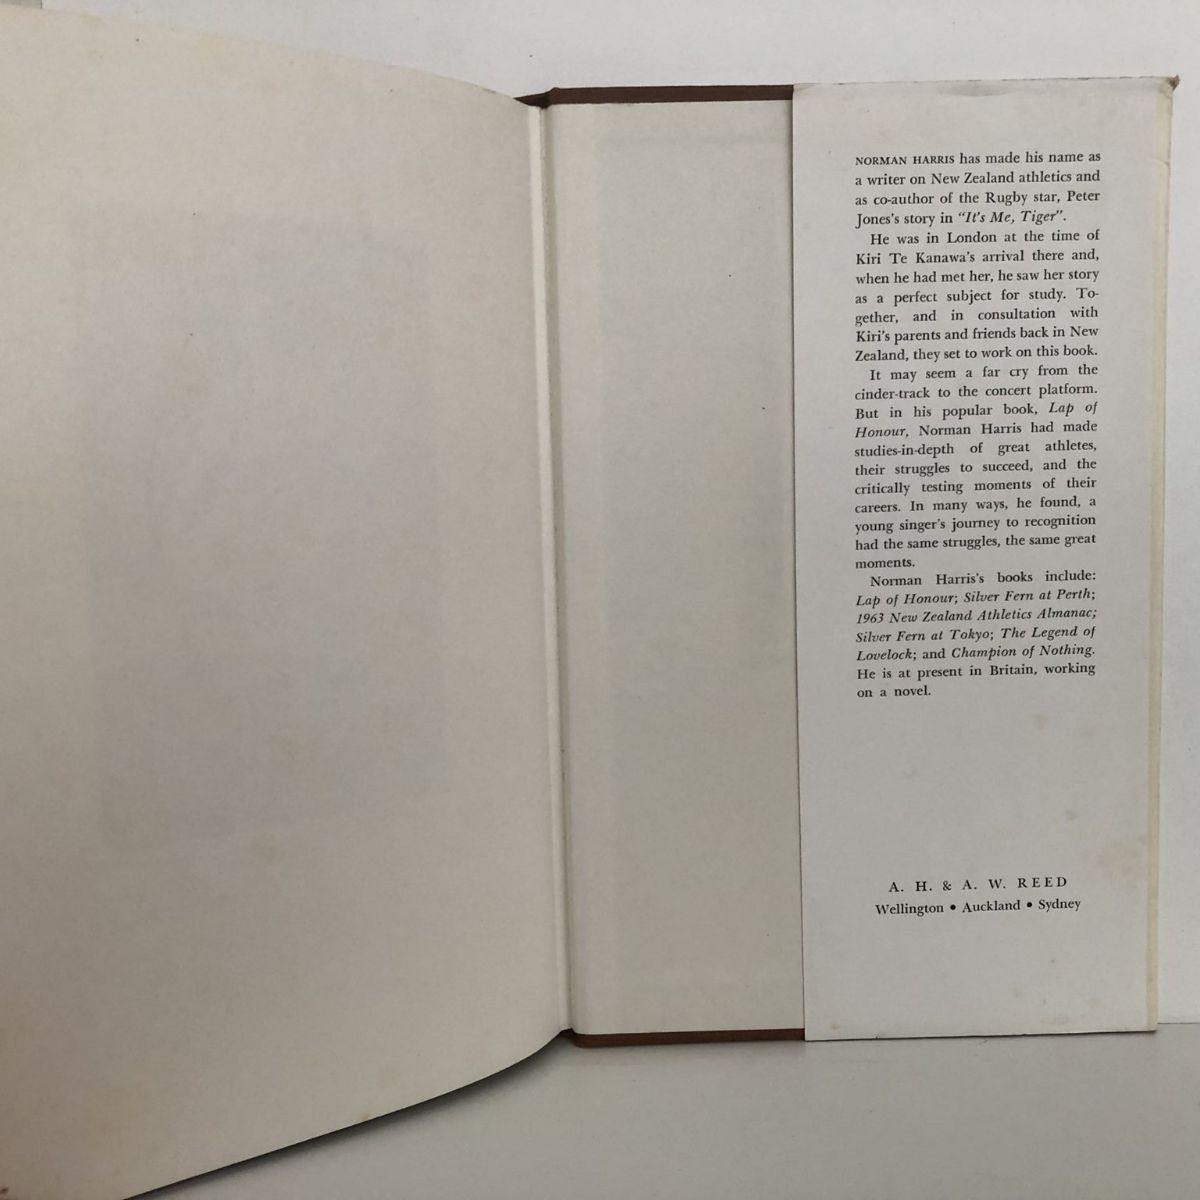 NORMAN HARRIS has made his name as
a writer on New Zealand athletics and
as co-author of the Rugby star, Peter
Jones's story in "It's Me, Tiger".
He was in London at the time of
Kiri Te Kanawa's arrival there and,
when he had met her, he saw her story
as a perfect subject for study. To-
gether, and in consultation with
Kiri's parents and friends back in New
Zealand, they set to work on this book.
It may seem a far cry from the
cinder-track to the concert platform.
But in his popular book, Lap of
Honour, Norman Harris had made
studies-in-depth of great athletes,
their struggles to succeed, and the
critically testing moments of their
careers. In many ways, he found, a
young singer's journey to recognition
had the same struggles, the same great
moments.
Norman Harris's books include:
Lap of Honour; Silver Fern at Perth;
1963 New Zealand Athletics Almanac;
Silver Fern at Tokyo; The Legend of
Lovelock; and Champion of Nothing.
He is at present in Britain, working
on a novel.
A. H. & A. W. REED
Wellington • Auckland • Sydney